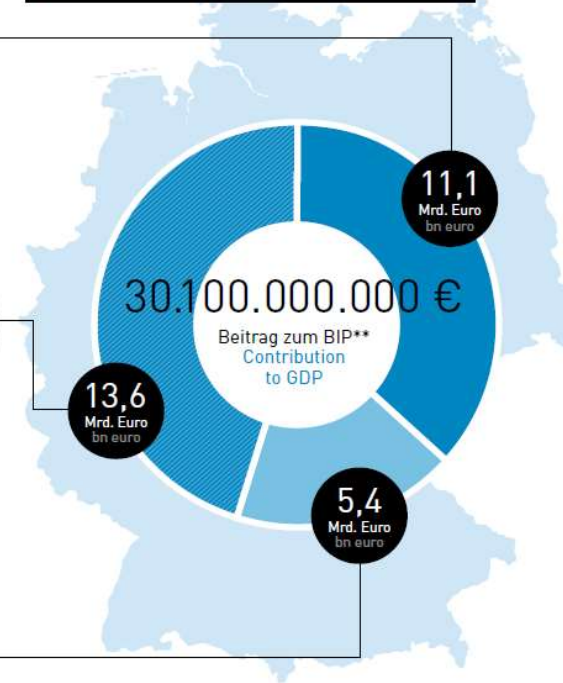 11,1
Mrd. Euro
bn euro
30.100.000.000 €
Beitrag zum BIP**
Contribution
to GDP
13,6
Mrd. Euro
bn euro
5,4
Mrd. Euro
bn euro